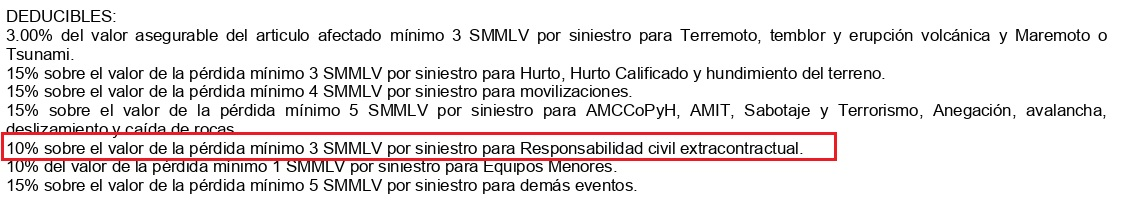 DEDUCIBLES:
3.00% del valor asegurable del articulo afectado mínimo 3 SMMLV por siniestro para Terremoto, temblor y erupción volcánica y Maremoto o
Tsunami.
15% sobre el valor de la pérdida mínimo 3 SMMLV por siniestro para Hurto, Hurto Calificado y hundimiento del terreno.
15% sobre el valor de la pérdida mínimo 4 SMMLV por siniestro para movilizaciones.
15% sobre el valor de la pérdida mínimo 5 SMMLV por siniestro para AMCCoPyH, AMIT, Sabotaje y Terrorismo, Anegación, avalancha,
deslizamiento y caída de rocas
10% sobre el valor de la pérdida mínimo 3 SMMLV por siniestro para Responsabilidad civil extracontractual.
10% del valor de la pérdida mínimo 1 SMMLV por siniestro para Equipos Menores.
15% sobre el valor de la pérdida mínimo 5 SMMLV por siniestro para demás eventos.